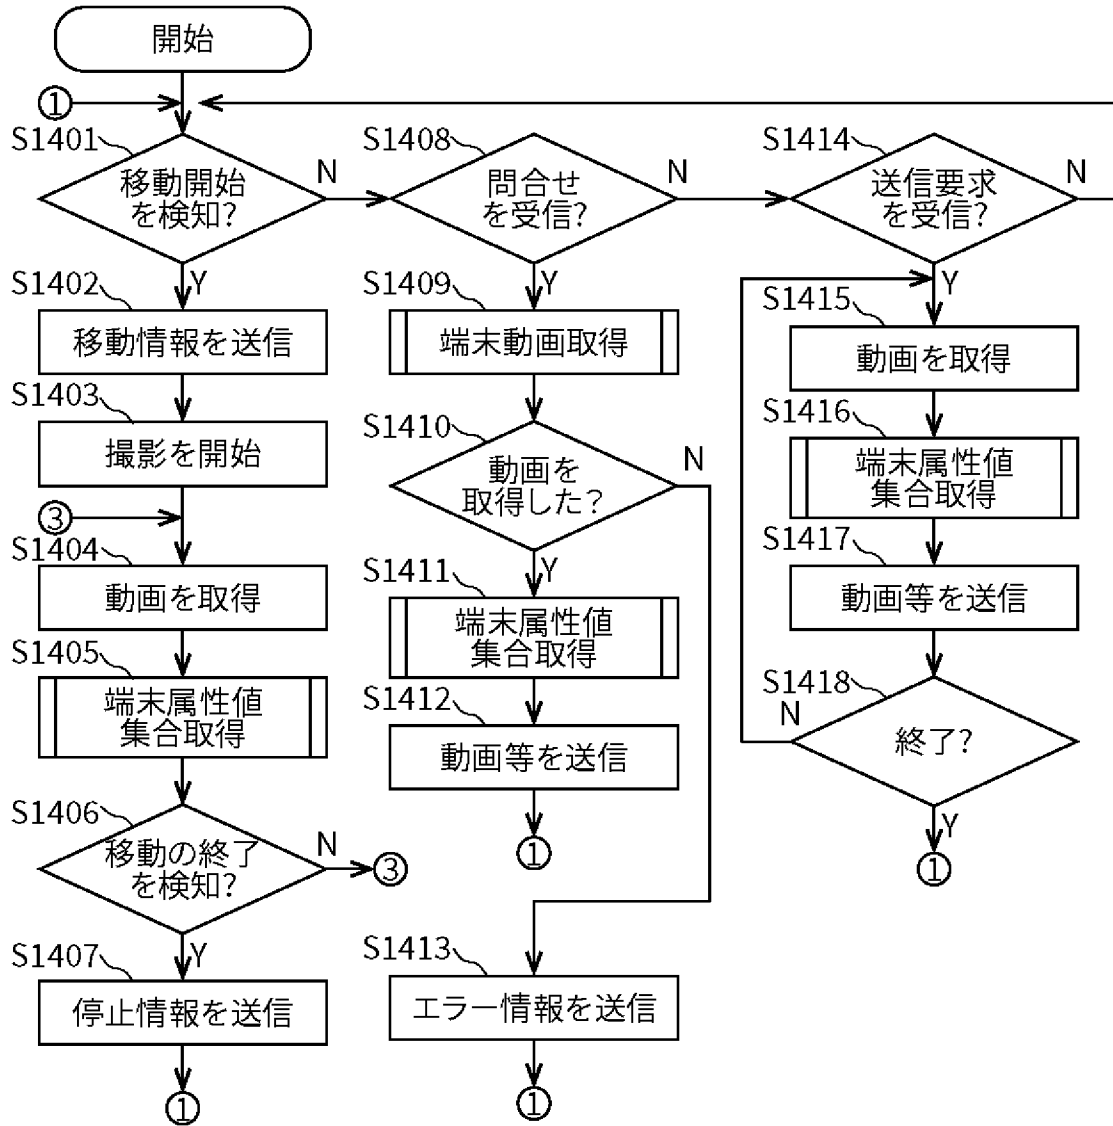 開始
①
S1401
移動開始
を検知?
N
Y
S1402
移動情報を送信
S1403
撮影を開始
③
S1404
動画を取得
S1405
端末属性値
集合取得
S1406
移動の終了
を検知?
N
③
Y
S1407
停止情報を送信
①
S1408
問合せ
を受信?
N
Y
S1409
端末動画取得
S1410
動画を
取得した?
N
Y
S1411
端末属性値
集合取得
S1412
動画等を送信
①
S1413
エラー情報を送信
①
S1414
送信要求
を受信?
N
Y
S1415
動画を取得
S1416
端末属性値
集合取得
S1417
動画等を送信
S1418
N
終了?
Y
①